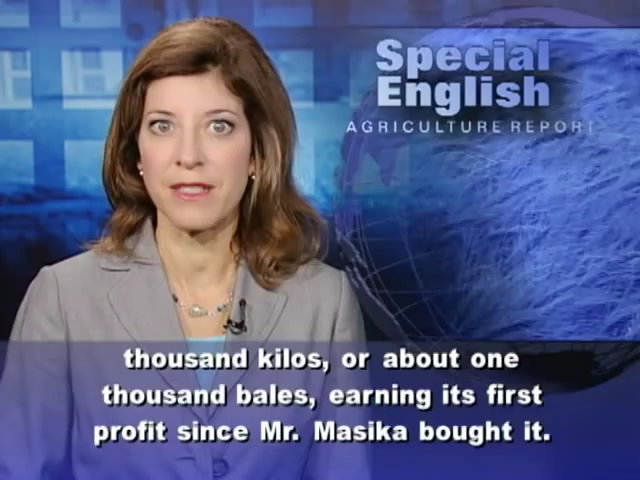 Special
English
AGRICULTURE REPORT
thousand kilos, or about one
thousand bales, earning its first
profit since Mr. Masika bought it.